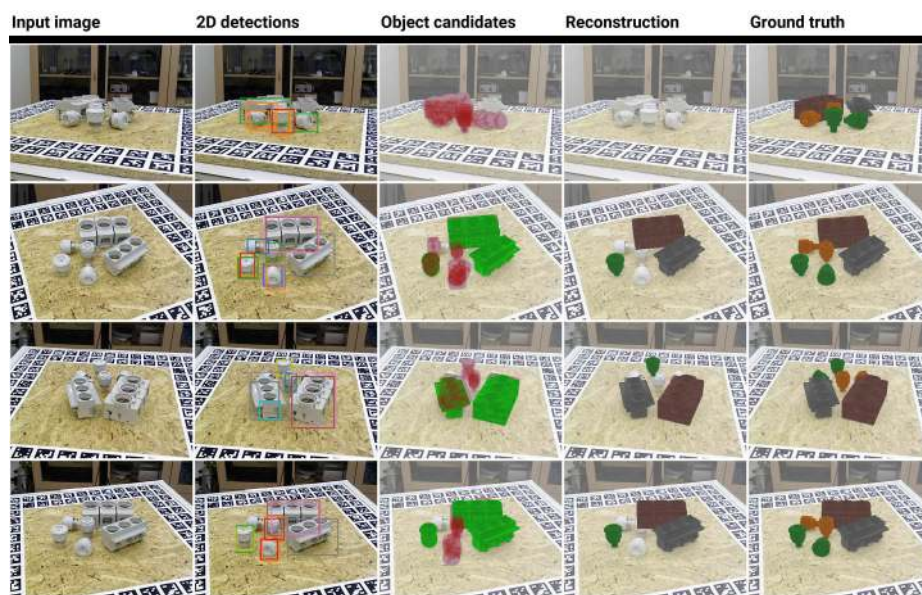 Input image
2D detections
Object candidates
Reconstruction
Ground truth